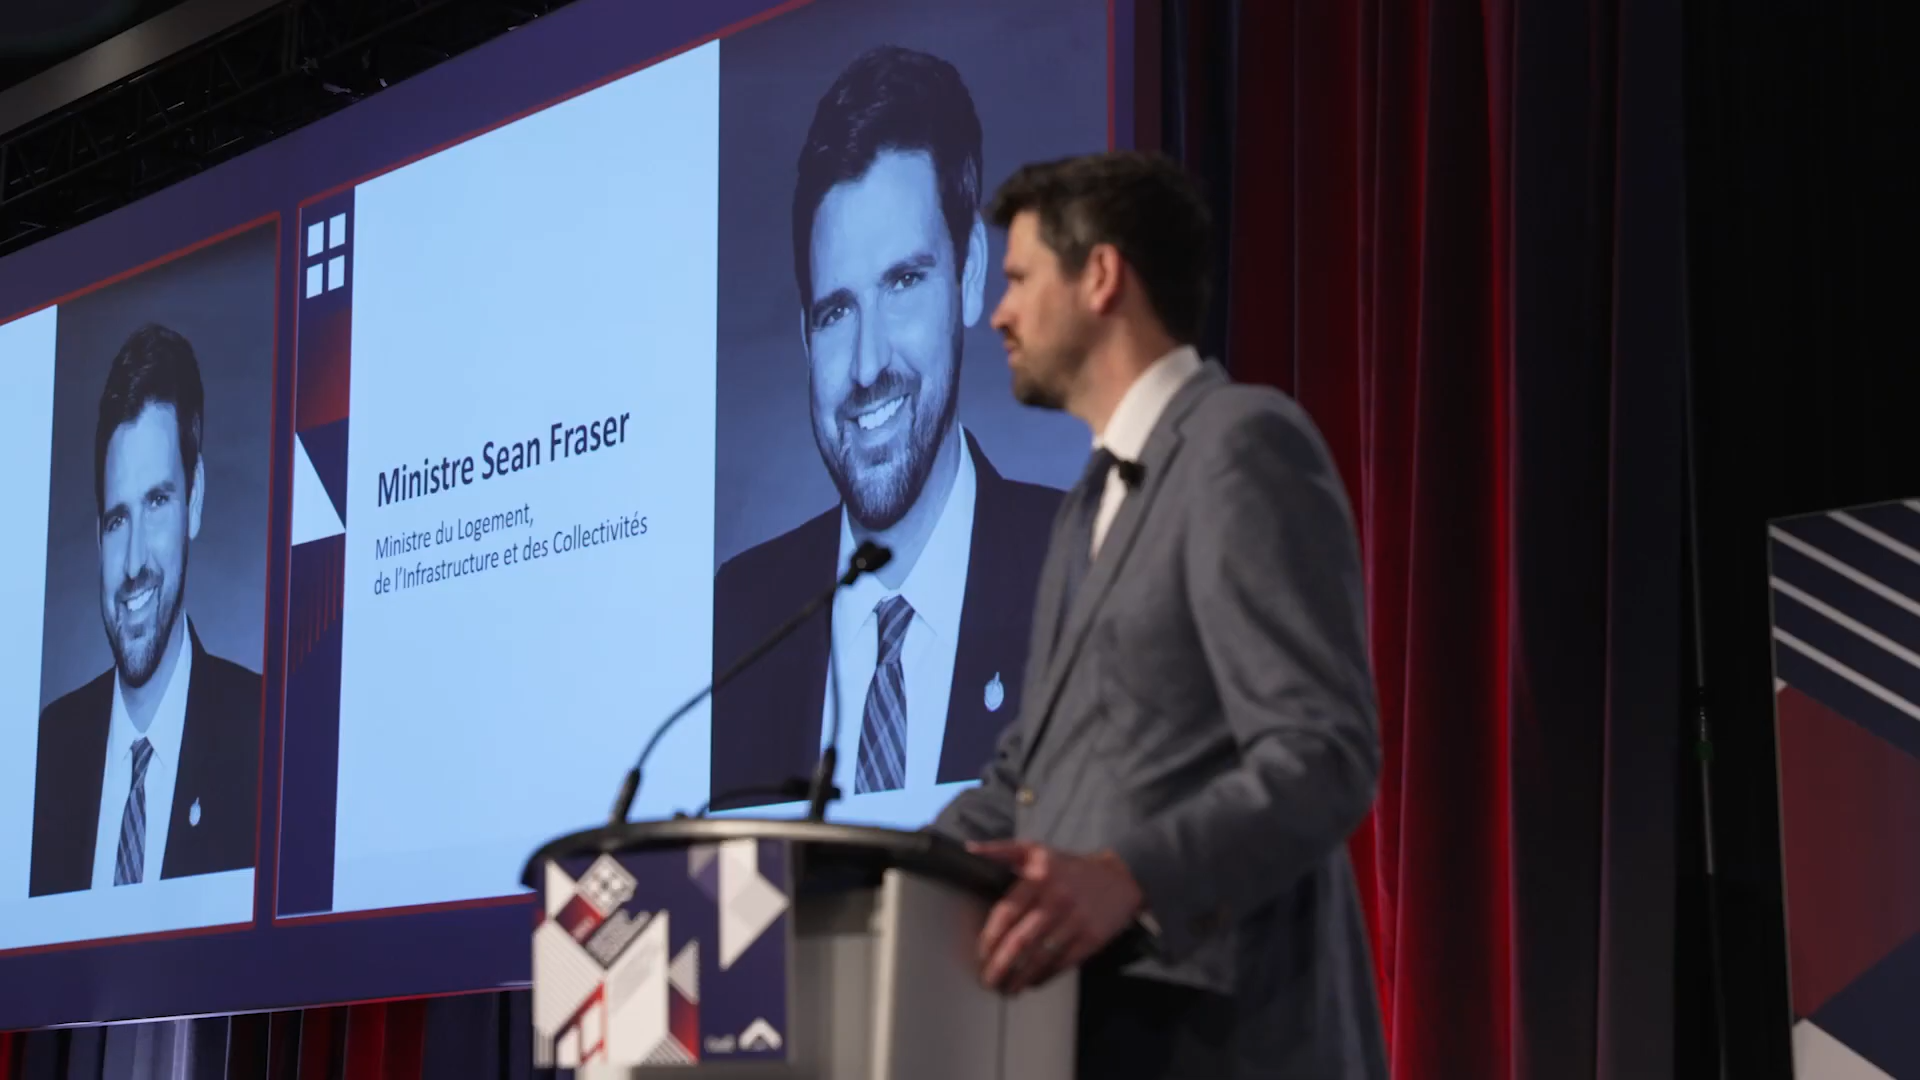 Ministre Sean Fraser
Ministre du Logement,
de l'Infrastructure et des Collectivités